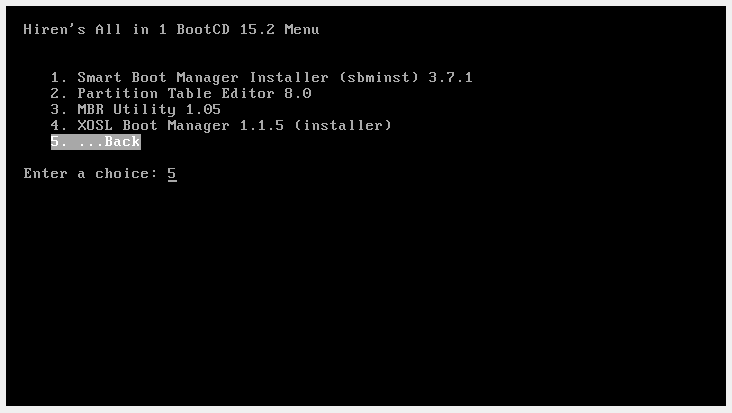 Hiren's All in 1 BootCD 15.2 Menu
1. Smart Boot Manager Installer (sbminst) 3.7.1
2. Partition Table Editor 8.0
3. MBR Utility 1.05
4. XOSL Boot Manager 1.1.5 (installer)
5. ...Back
Enter a choice: 5